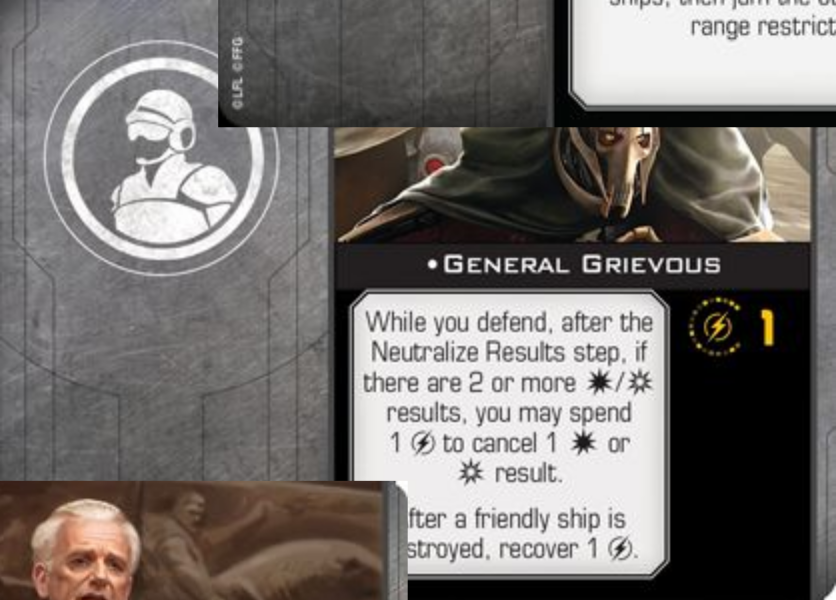 range restrict
©LFL ©FFG
•GENERAL GRIEVOUS
1
While you defend, after the
Neutralize Results step, if
there are 2 or more /
results, you may spend
1 to cancel 1 or
result.
fter a friendly ship is
stroyed, recover 1 .